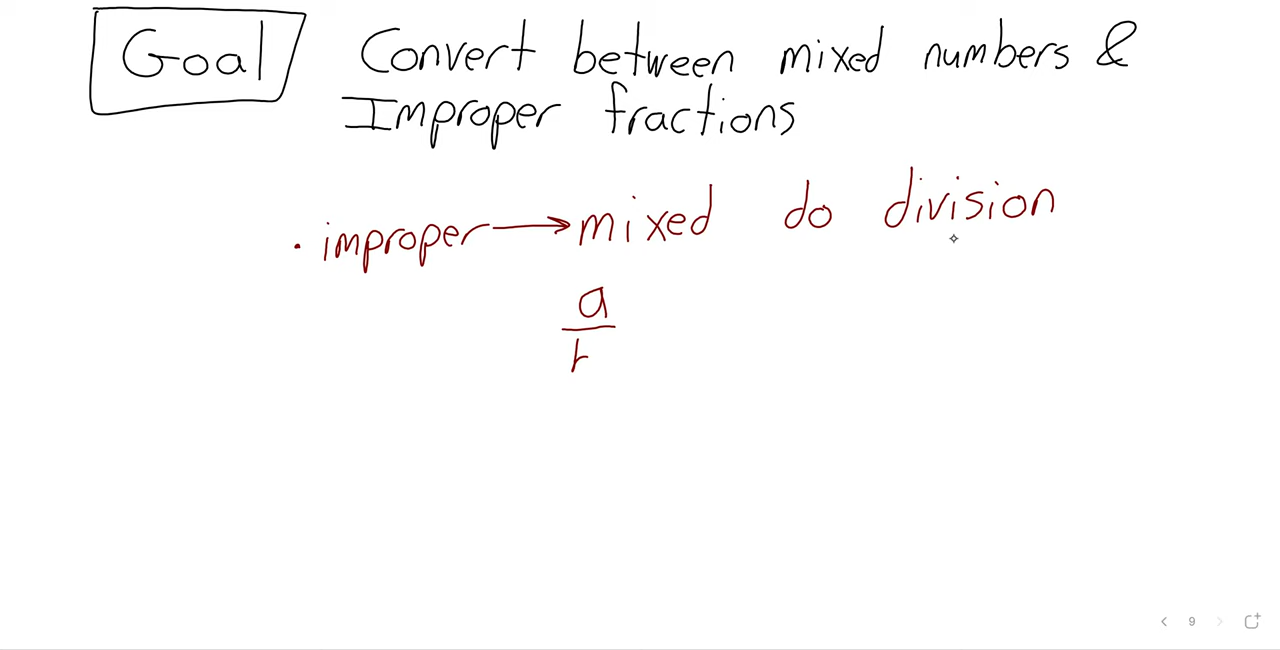 Goal Convert between mixed numbers &
Improper fractions
· improper → mixed do division
a
9